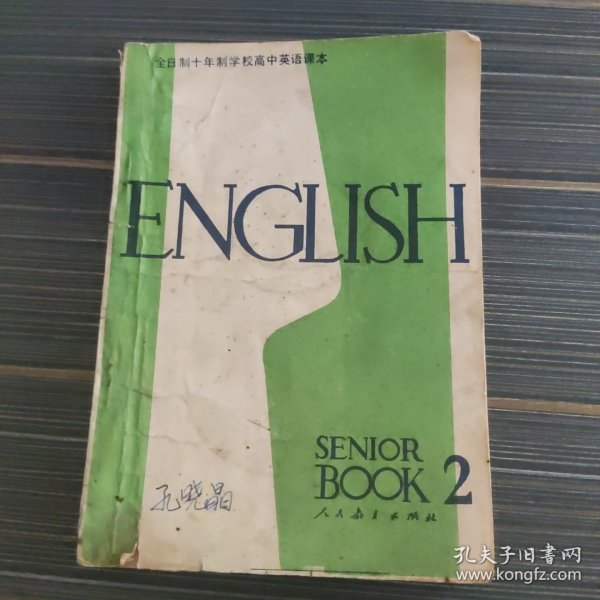 全日制十年制学校高中英语课本
ENGLISH
SENIOR
BOOK 2
人民教育出版社
孔晓晶
孔夫子旧书网
www.kongfz.com